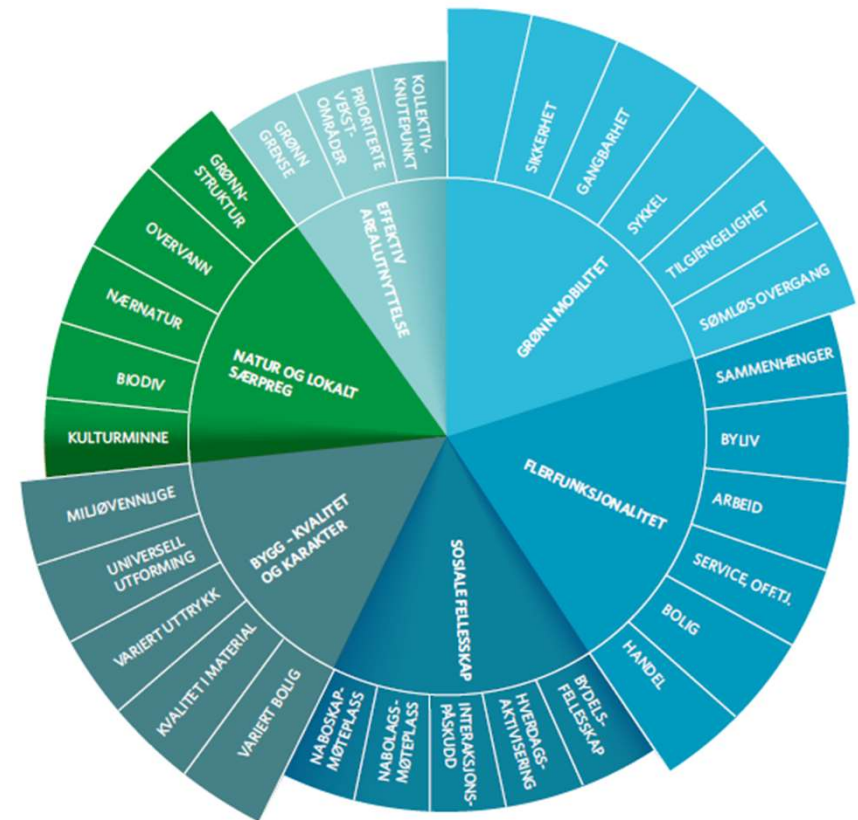 KOLLEKTIV-
KNUTEPUNKT
PRIORITERTE
VEKST-
OMRÅDER
GRØNN
GRENSE
EFFEKTIV
AREALUTNYTTELSE
SIKKERHET
GANGBARHET
SYKKEL
TILGJENGELIGHET
SØMLØS OVERGANG
GRØNN MOBILITET
SAMMENHENGER
BYLIV
ARBEID
SERVICE, OFF.TJ.
BOLIG
HANDEL
FLERFUNKSJONALITET
BYDELS-
FELLESSKAP
HVERDAGS-
AKTIVISERING
INTERAKSJONS-
PÅSKUDD
NABOLAGS-
MØTEPLASS
NABOSKAP-
MØTEPLASS
SOSIALE FELLESSKAP
VARIERT BOLIG
KVALITET I MATERIAL
VARIERT UTTRYKK
UNIVERSELL
UTFORMING
MILJØVENNLIGE
BYGG - KVALITET
OG KARAKTER
KULTURMINNE
BIODIV
NÆRNATUR
OVERVANN
GRØNN-
STRUKTUR
NATUR OG LOKALT
SÆRPREG